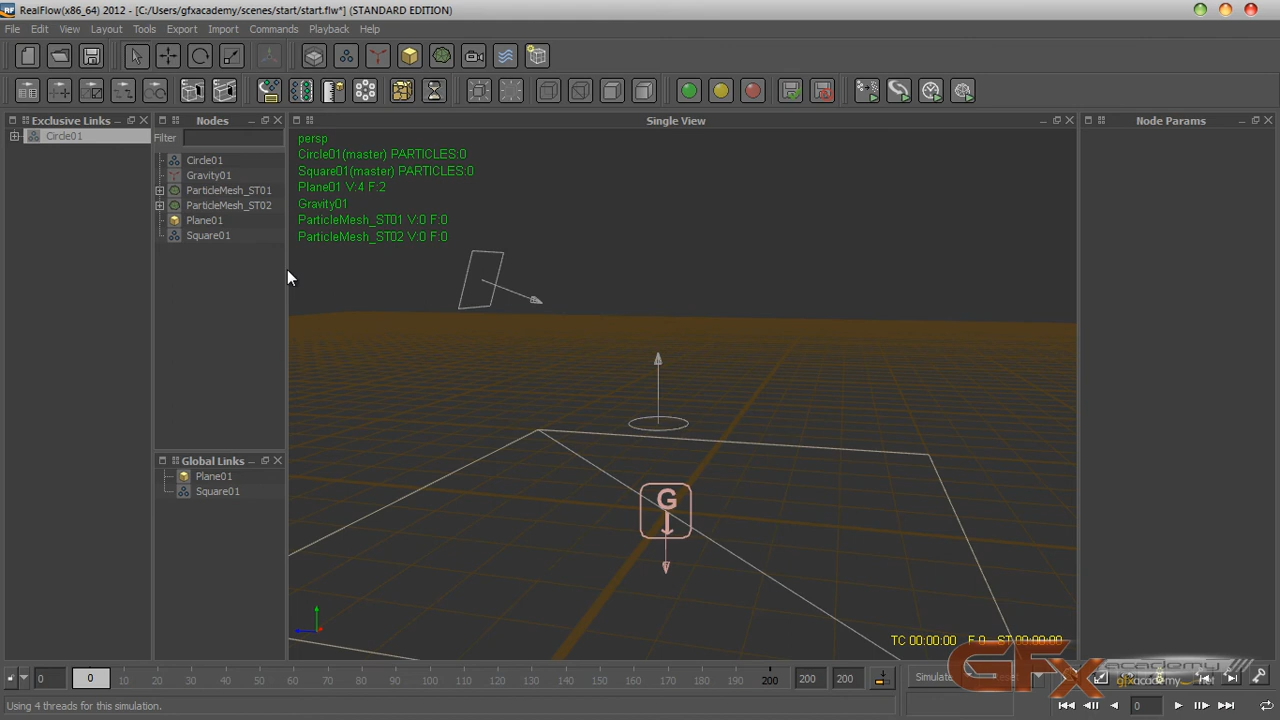 RealFlow(x86_64) 2012 - [C:/Users/gfxacademy/scenes/start/start.flw*] (STANDARD EDITION)
File Edit View Layout Tools Export Import Commands Playback Help
Exclusive Links
Circle01
Nodes
Filter
Circle01
Gravity01
ParticleMesh_ST01
ParticleMesh_ST02
Plane01
Square01
Global Links
Plane01
Square01
Single View
persp
Circle01(master) PARTICLES:0
Square01(master) PARTICLES:0
Plane01 V:4 F:2
Gravity01
ParticleMesh_ST01 V:0 F:0
ParticleMesh_ST02 V:0 F:0
G
TC 00:00:00 F 0 ST 00:00:00
Node Params
0 0 10 20 30 40 50 60 70 80 90 100 110 120 130 140 150 160 170 180 190 200 200 200
Simulate
GFX academy
gfxacademy.net
Using 4 threads for this simulation.
0